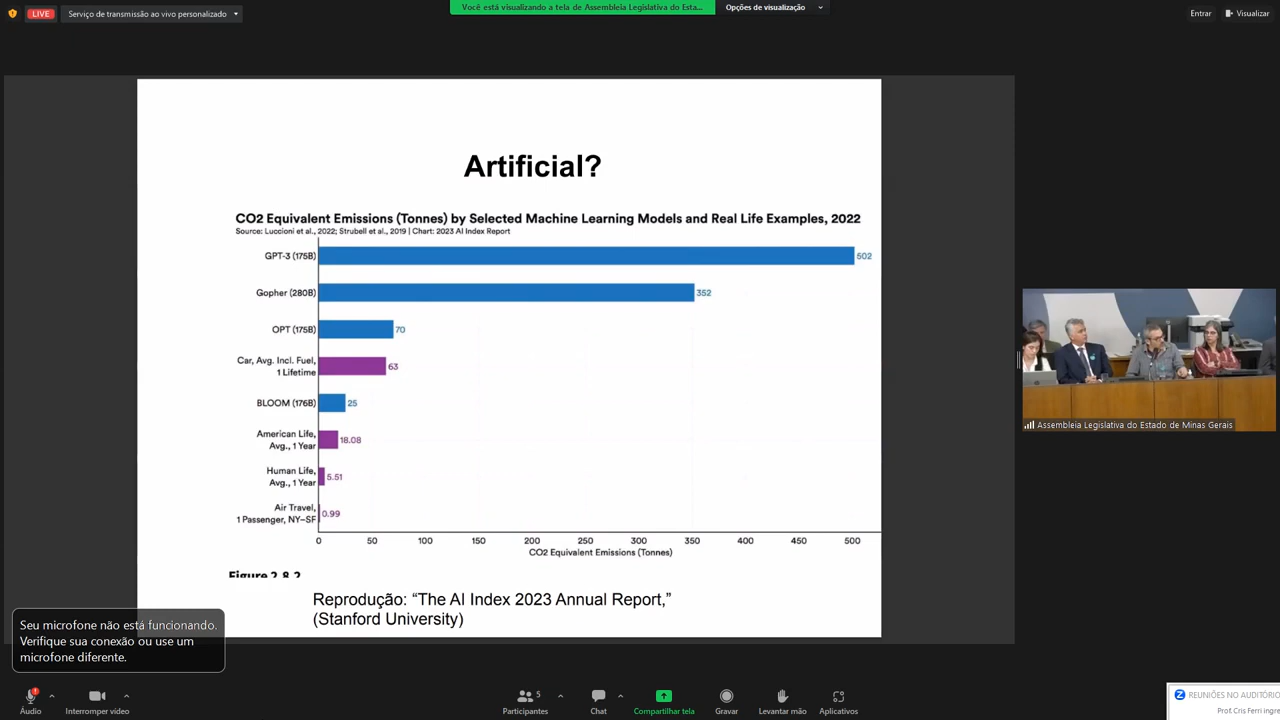 LIVE
Serviço de transmissão ao vivo personalizado
Você está visualizando a tela de Assembleia Legislativa do Esta...
Opções de visualização
Entrar
Visualizar
Artificial?
CO2 Equivalent Emissions (Tonnes) by Selected Machine Learning Models and Real Life Examples, 2022
Source: Luccioni et al., 2022; Strubell et al., 2019 | Chart: 2023 AI Index Report
GPT-3 (175B) 502
Gopher (280B) 352
OPT (175B) 70
Car, Avg. Incl. Fuel,
1 Lifetime 63
BLOOM (176B) 25
American Life,
Avg., 1 Year 18.08
Human Life,
Avg., 1 Year 5.51
Air Travel,
1 Passenger, NY–SF 0.99
0 50 100 150 200 250 300 350 400 450 500
CO2 Equivalent Emissions (Tonnes)
Figure 2.8.2
Reprodução: “The AI Index 2023 Annual Report,”
(Stanford University)
Assembleia Legislativa do Estado de Minas Gerais
Seu microfone não está funcionando.
Verifique sua conexão ou use um
microfone diferente.
Áudio
Interromper vídeo
5
Participantes
Chat
Compartilhar tela
Gravar
Levantar mão
Aplicativos
REUNIÕES NO AUDITÓRIO
Prof. Cris Ferri ingre